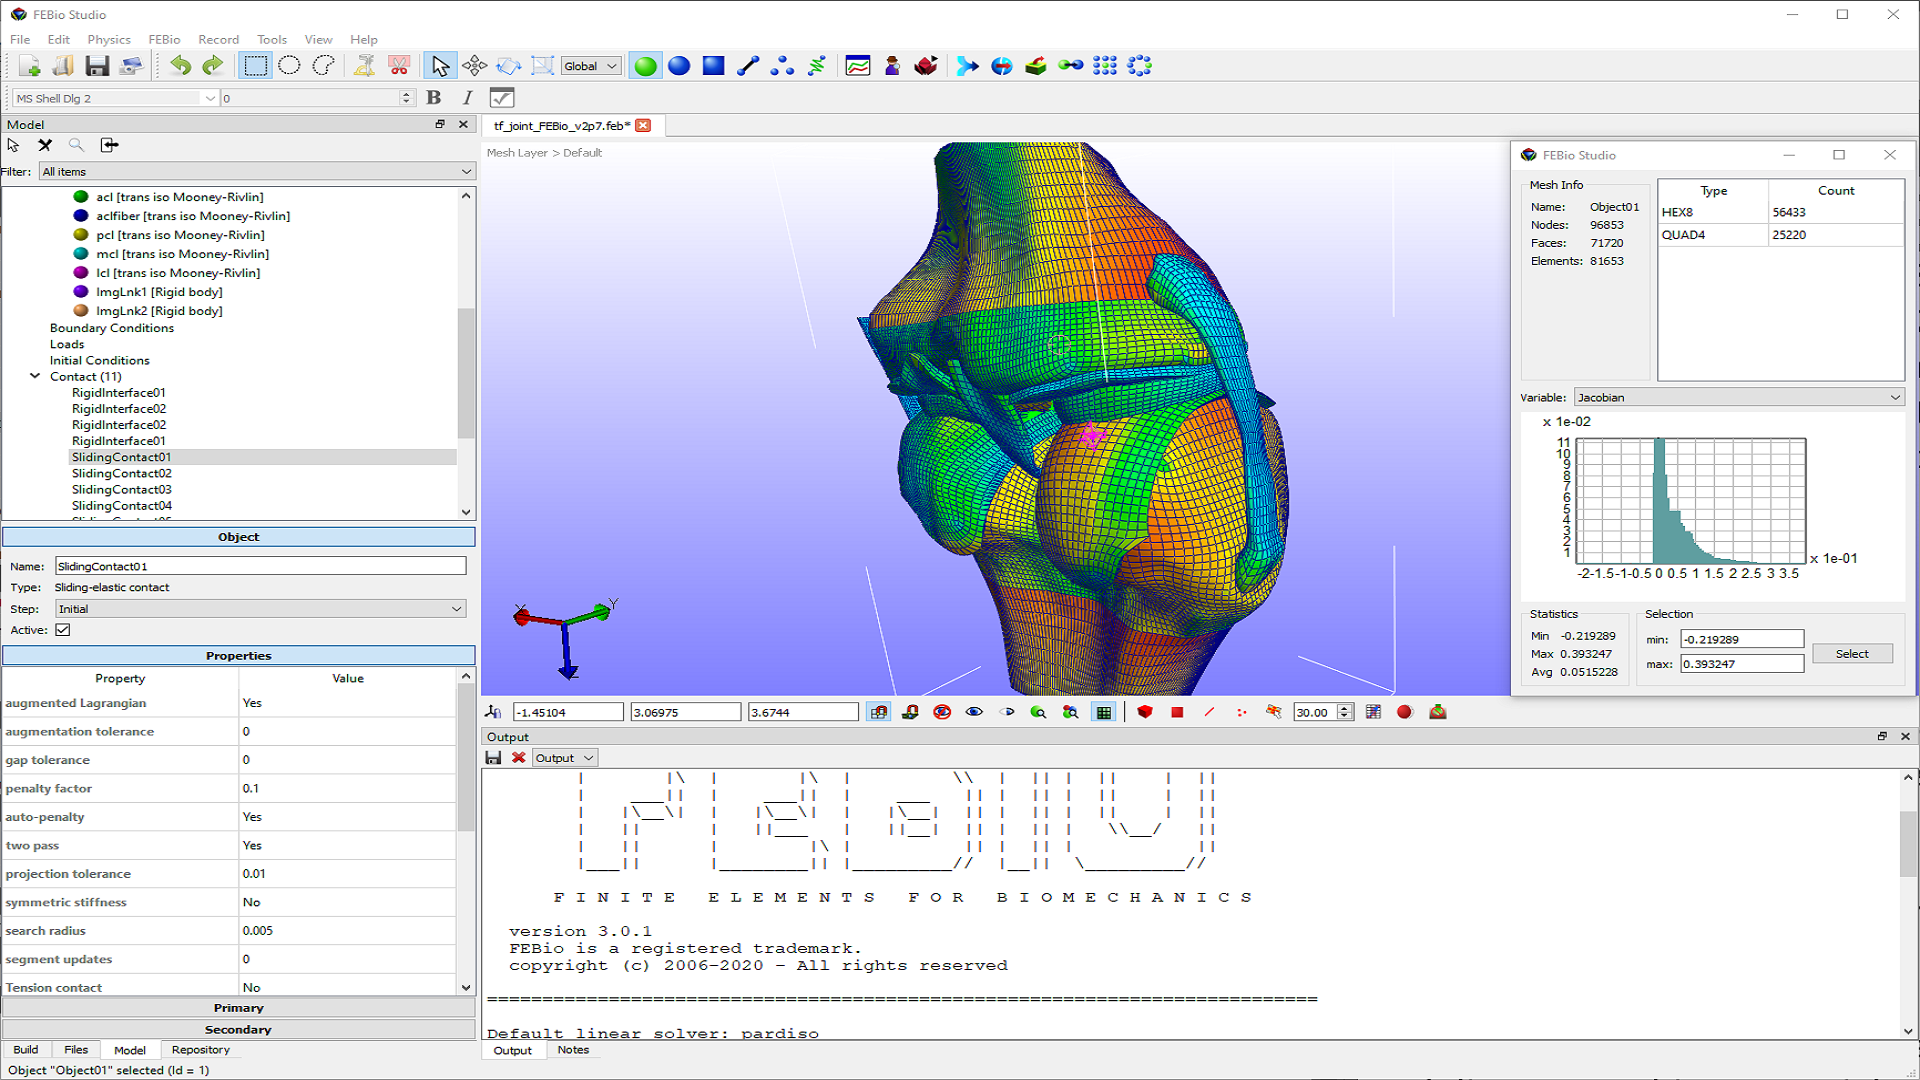 FEBio Studio
File Edit Physics FEBio Record Tools View Help
Global
MS Shell Dlg 2 0 B I
Model
Filter: All items
acl [trans iso Mooney-Rivlin]
aclfiber [trans iso Mooney-Rivlin]
pcl [trans iso Mooney-Rivlin]
mcl [trans iso Mooney-Rivlin]
lcl [trans iso Mooney-Rivlin]
ImgLnk1 [Rigid body]
ImgLnk2 [Rigid body]
Boundary Conditions
Loads
Initial Conditions
Contact (11)
RigidInterface01
RigidInterface02
RigidInterface02
RigidInterface01
SlidingContact01
SlidingContact02
SlidingContact03
SlidingContact04
Object
Name: SlidingContact01
Type: Sliding-elastic contact
Step: Initial
Active:
Properties
Property Value
augmented Lagrangian Yes
augmentation tolerance 0
gap tolerance 0
penalty factor 0.1
auto-penalty Yes
two pass Yes
projection tolerance 0.01
symmetric stiffness No
search radius 0.005
segment updates 0
Tension contact No
Primary
Secondary
Build Files Model Repository
Object "Object01" selected (Id = 1)
tf_joint_FEBio_v2p7.feb*
Mesh Layer > Default
X Y Z
-1.45104 3.06975 3.6744 30.00
Output
Output
FEBio
FINITE ELEMENTS FOR BIOMECHANICS
version 3.0.1
FEBio is a registered trademark.
copyright (c) 2006-2020 - All rights reserved
===========================================================================
Default linear solver: pardiso
Output Notes
FEBio Studio
Mesh Info
Name: Object01
Nodes: 96853
Faces: 71720
Elements: 81653
Type Count
HEX8 56433
QUAD4 25220
Variable: Jacobian
x 1e-02
11
10
9
8
7
6
5
4
3
2
1
x 1e-01
-2 -1.5 -1 -0.5 0 0.5 1 1.5 2 2.5 3 3.5
Statistics
Min -0.219289
Max 0.393247
Avg 0.0515228
Selection
min: -0.219289
max: 0.393247
Select